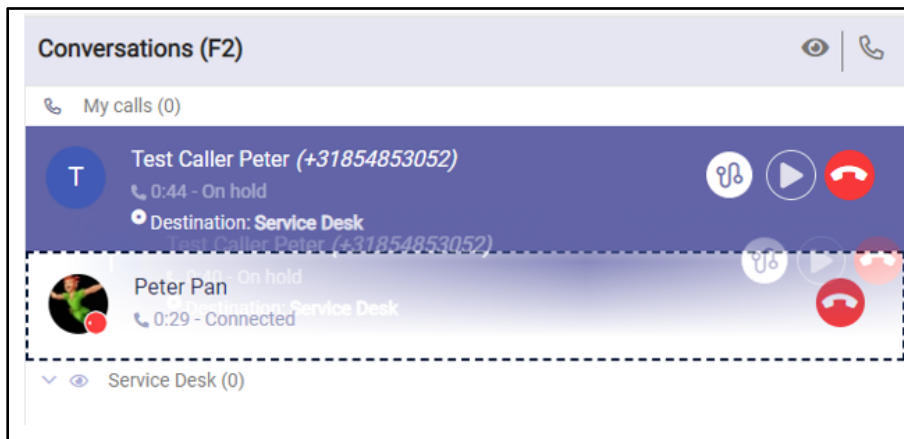 Conversations (F2)
My calls (0)
T
Test Caller Peter (+31854853052)
0:44 - On hold
Destination: Service Desk
Test Caller Peter (+31854853052)
0:40 - On hold
Peter Pan
Destination: Service Desk
0:29 - Connected
Service Desk (0)